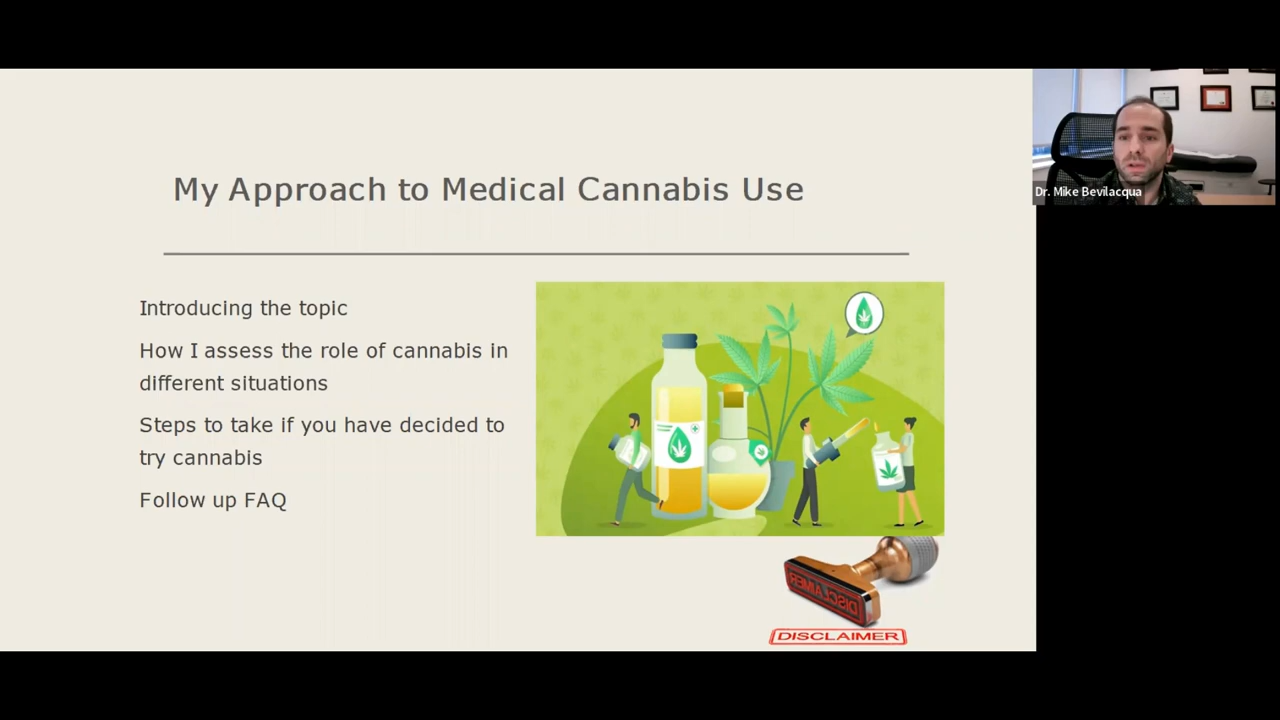 My Approach to Medical Cannabis Use
Introducing the topic
How I assess the role of cannabis in
different situations
Steps to take if you have decided to
try cannabis
Follow up FAQ
DISCLAIMER
DISCLAIMER
Dr. Mike Bevilacqua